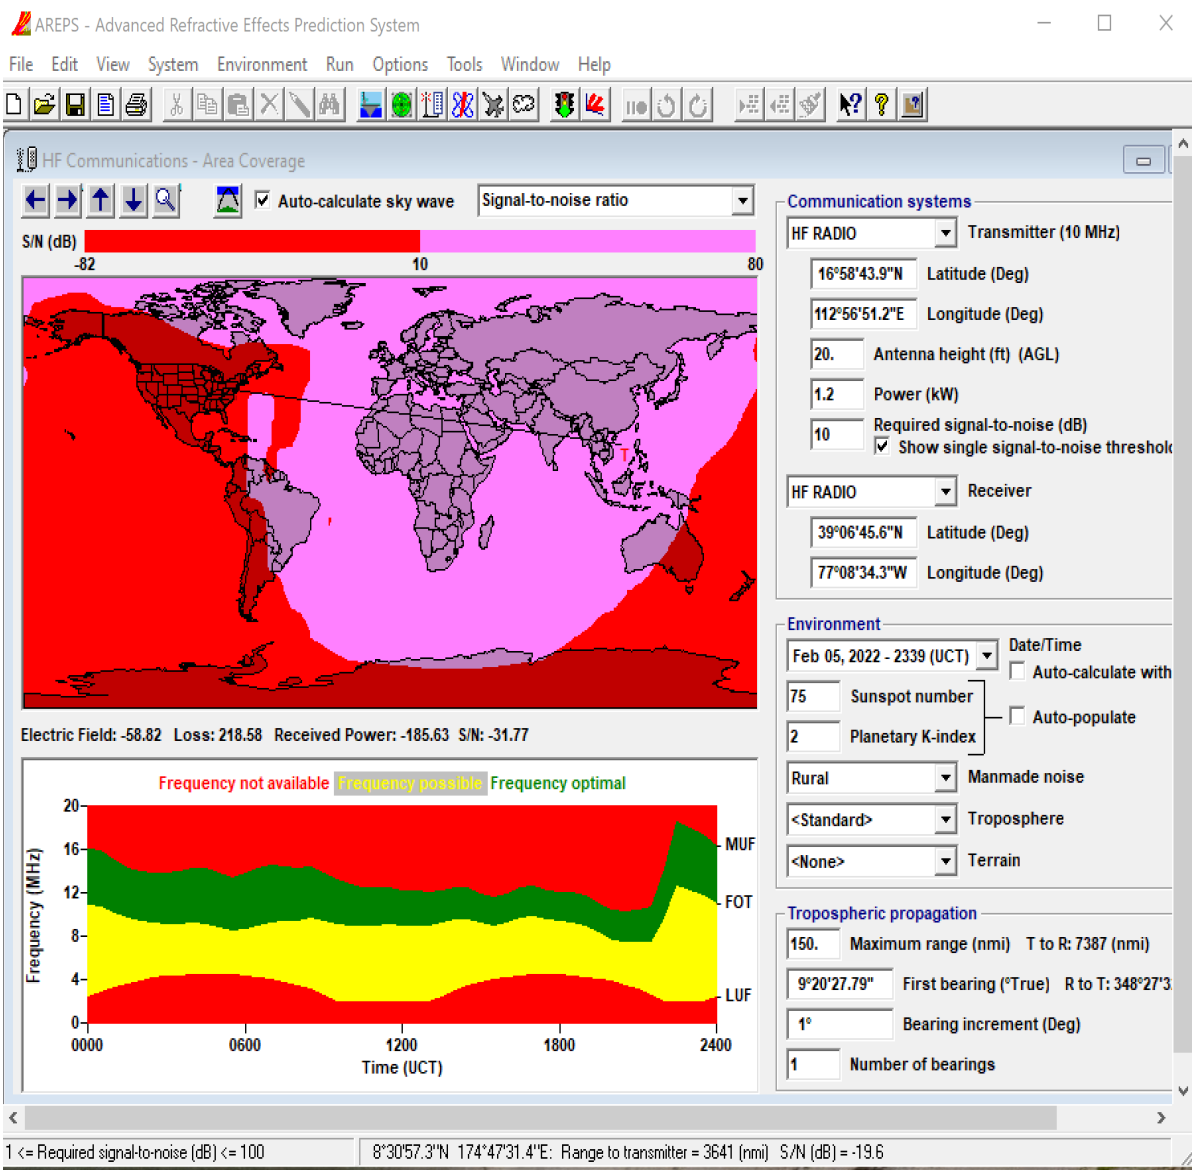 AREPS - Advanced Refractive Effects Prediction System
File Edit View System Environment Run Options Tools Window Help
HF Communications - Area Coverage
Auto-calculate sky wave
Signal-to-noise ratio
S/N (dB)
-82 10 80
T
Electric Field: -58.82 Loss: 218.58 Received Power: -185.63 S/N: -31.77
Frequency not available Frequency possible Frequency optimal
Frequency (MHz)
20
16
12
8
4
0
MUF
FOT
LUF
0000 0600 1200 1800 2400
Time (UCT)
Communication systems
HF RADIO Transmitter (10 MHz)
16°58'43.9"N Latitude (Deg)
112°56'51.2"E Longitude (Deg)
20. Antenna height (ft) (AGL)
1.2 Power (kW)
10 Required signal-to-noise (dB)
Show single signal-to-noise threshold
HF RADIO Receiver
39°06'45.6"N Latitude (Deg)
77°08'34.3"W Longitude (Deg)
Environment
Feb 05, 2022 - 2339 (UCT) Date/Time
Auto-calculate with
75 Sunspot number
Auto-populate
2 Planetary K-index
Rural Manmade noise
<Standard> Troposphere
<None> Terrain
Tropospheric propagation
150. Maximum range (nmi) T to R: 7387 (nmi)
9°20'27.79" First bearing (°True) R to T: 348°27'3
1° Bearing increment (Deg)
1 Number of bearings
1 <= Required signal-to-noise (dB) <= 100
8°30'57.3"N 174°47'31.4"E: Range to transmitter = 3641 (nmi) S/N (dB) = -19.6